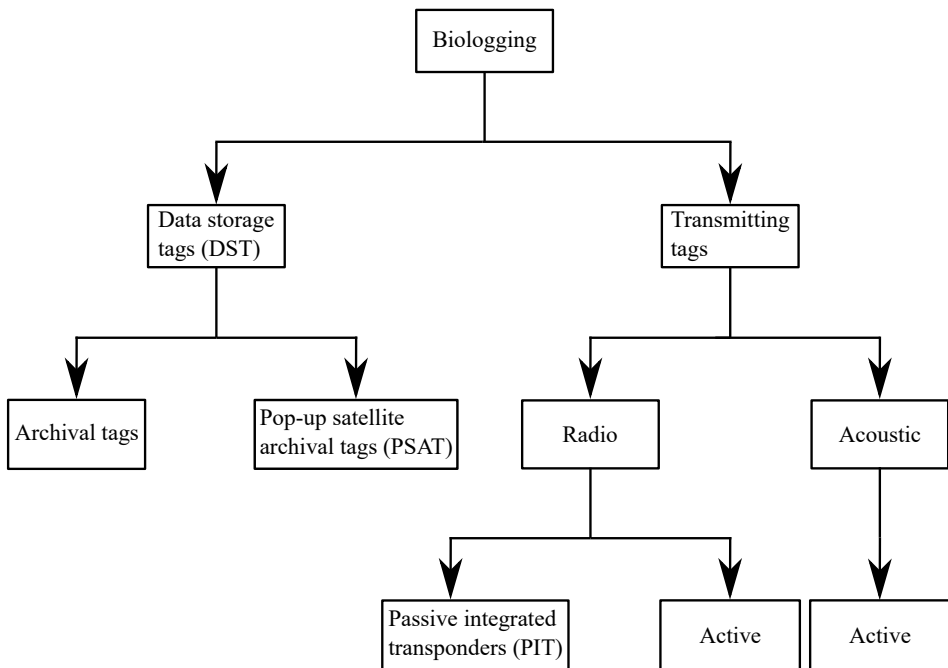 Biologging
Data storage
tags (DST)
Transmitting
tags
Archival tags
Pop-up satellite
archival tags (PSAT)
Radio
Acoustic
Passive integrated
transponders (PIT)
Active
Active